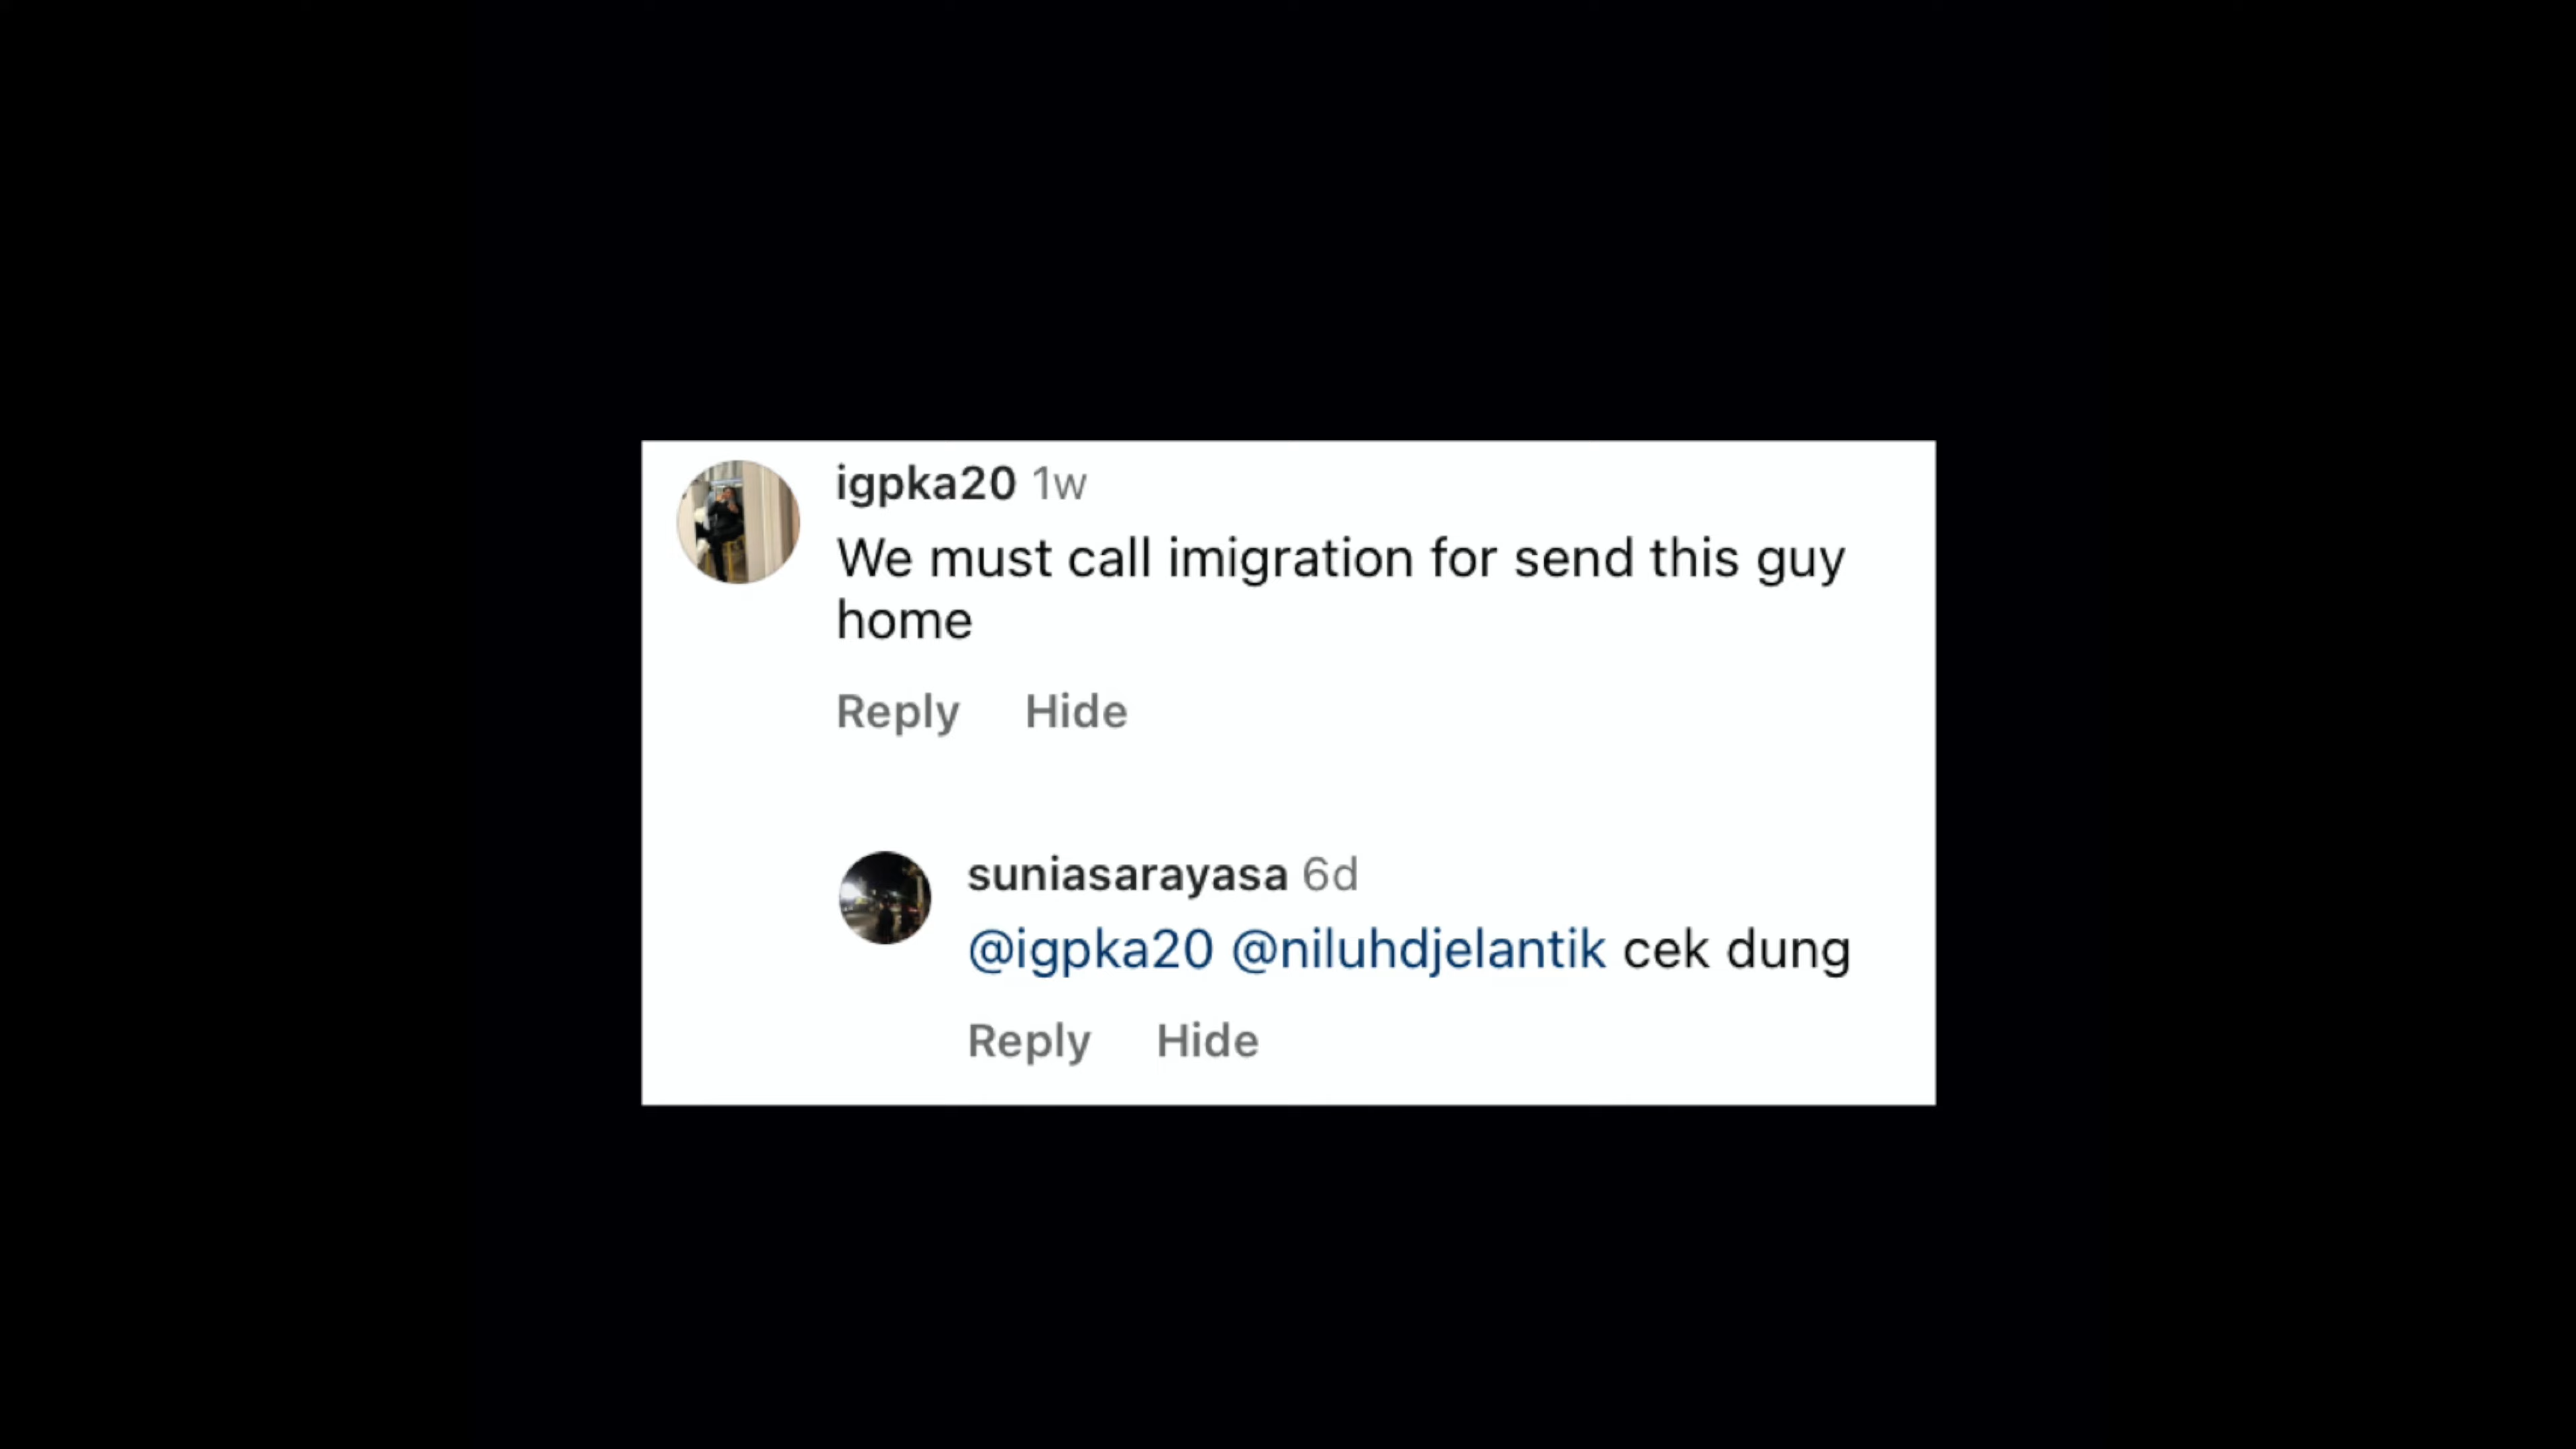 igpka20 1w
We must call imigration for send this guy
home
Reply Hide
suniasarayasa 6d
@igpka20 @niluhdjelantik cek dung
Reply Hide